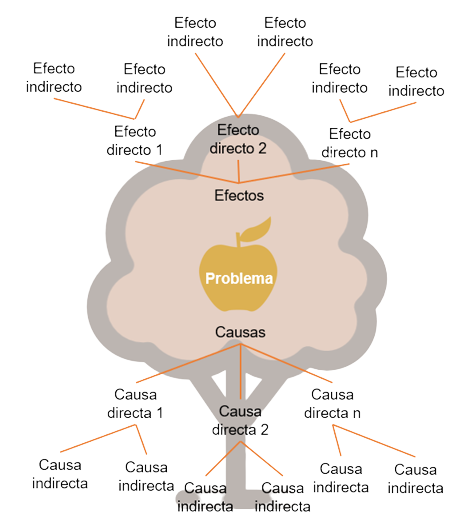 Efecto
indirecto
Efecto
indirecto
Efecto
indirecto
Efecto
indirecto
Efecto
indirecto
Efecto
indirecto
Efecto
directo 1
Efecto
directo 2
Efecto
directo n
Efectos
Problema
Causas
Causa
directa 1
Causa
directa 2
Causa
directa n
Causa
indirecta
Causa
indirecta
Causa
indirecta
Causa
indirecta
Causa
indirecta
Causa
indirecta